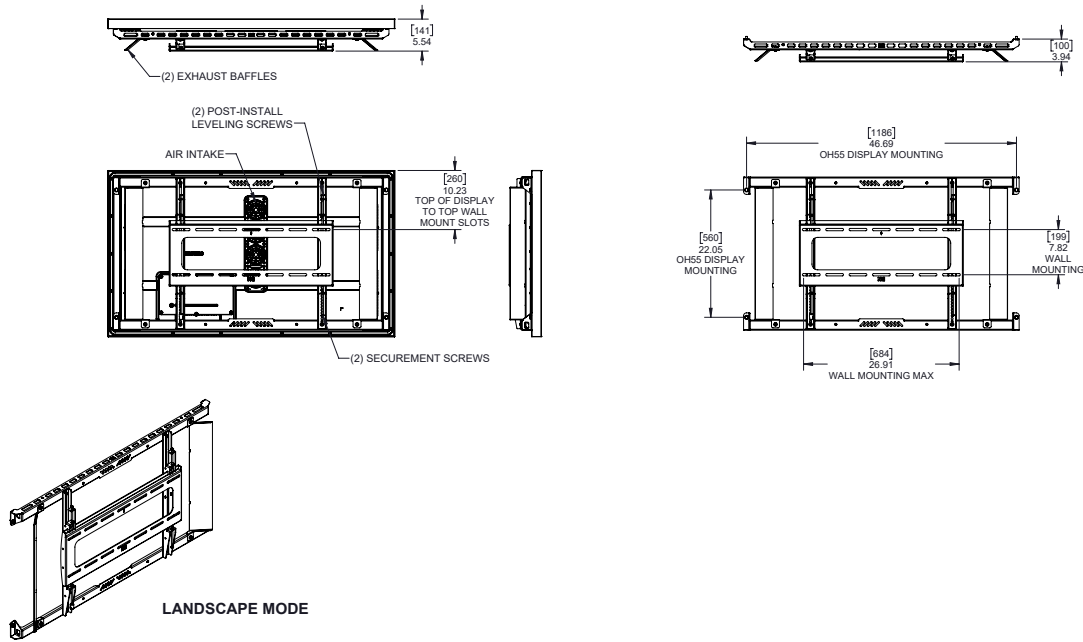 [141]
5.54
(2) EXHAUST BAFFLES
[100]
3.94
(2) POST-INSTALL
LEVELING SCREWS
AIR INTAKE
[260]
10.23
TOP OF DISPLAY
TO TOP WALL
MOUNT SLOTS
(2) SECUREMENT SCREWS
[1186]
46.69
OH55 DISPLAY MOUNTING
[560]
22.05
OH55 DISPLAY
MOUNTING
[199]
7.82
WALL
MOUNTING
[684]
26.91
WALL MOUNTING MAX
LANDSCAPE MODE